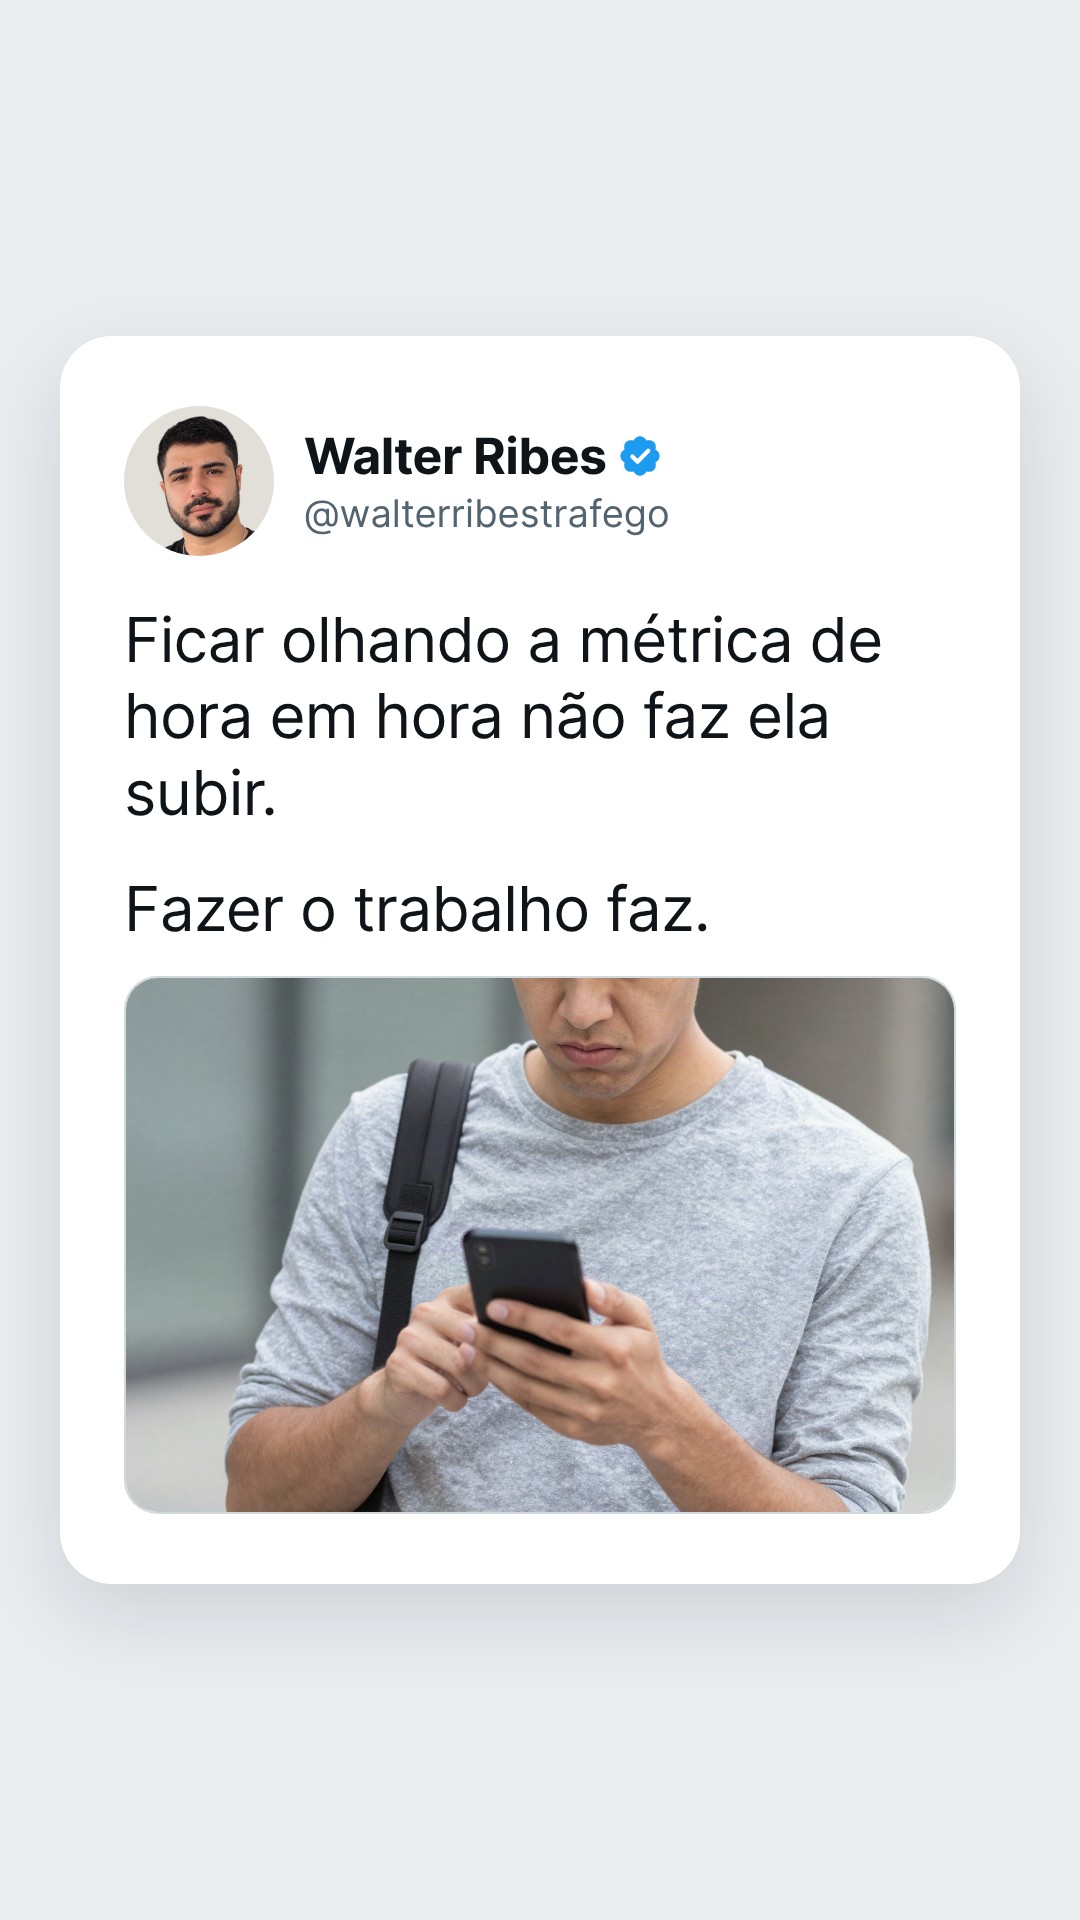 Walter Ribes
@walterribestrafego
Ficar olhando a métrica de
hora em hora não faz ela
subir.
Fazer o trabalho faz.